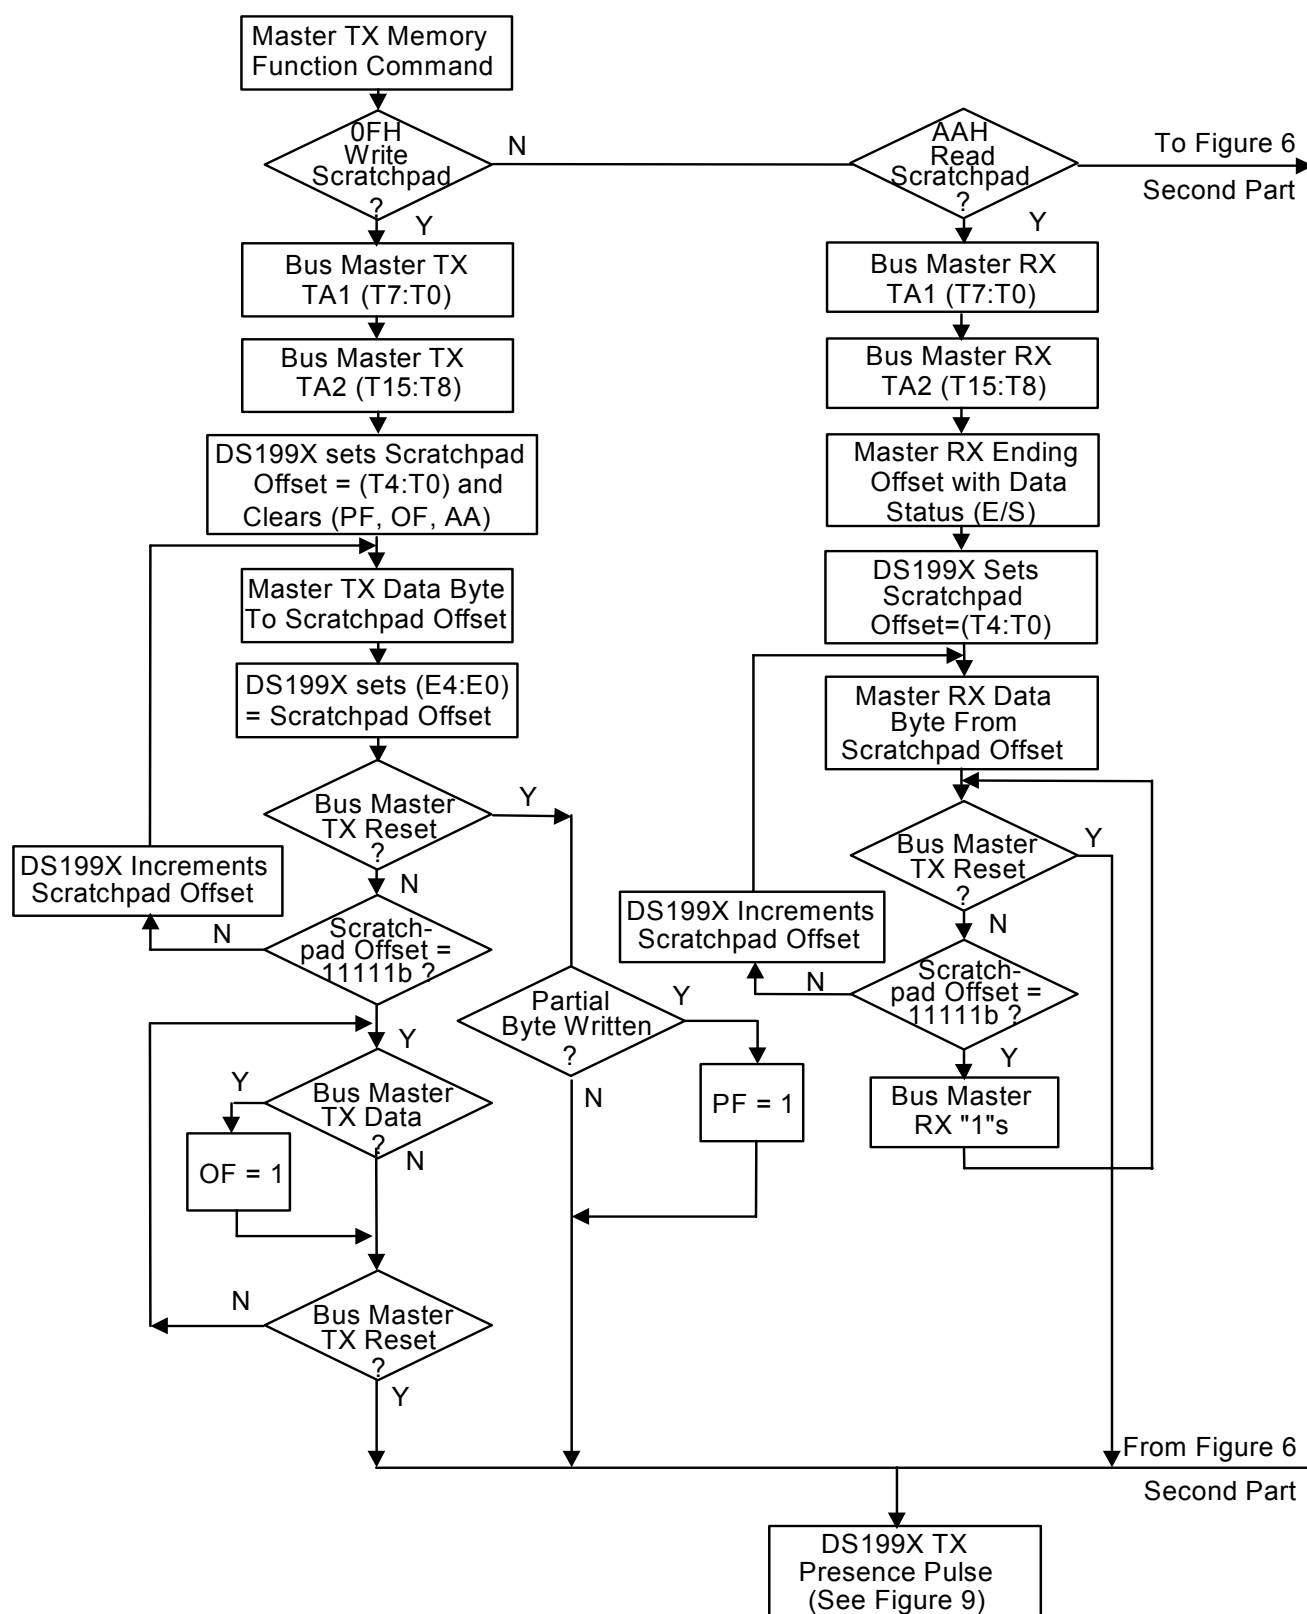 Master TX Memory
Function Command
0FH
Write
Scratchpad
?
N
Y
AAH
Read
Scratchpad
?
Y
To Figure 6
Second Part
Bus Master TX
TA1 (T7:T0)
Bus Master TX
TA2 (T15:T8)
DS199X sets Scratchpad
Offset = (T4:T0) and
Clears (PF, OF, AA)
Master TX Data Byte
To Scratchpad Offset
DS199X sets (E4:E0)
= Scratchpad Offset
Bus Master
TX Reset
?
Y
N
DS199X Increments
Scratchpad Offset
N
Scratch-
pad Offset =
11111b ?
Y
Partial
Byte Written
?
Y
N
PF = 1
Bus Master
TX Data
?
Y
N
OF = 1
Bus Master
TX Reset
?
N
Y
Bus Master RX
TA1 (T7:T0)
Bus Master RX
TA2 (T15:T8)
Master RX Ending
Offset with Data
Status (E/S)
DS199X Sets
Scratchpad
Offset=(T4:T0)
Master RX Data
Byte From
Scratchpad Offset
Bus Master
TX Reset
?
Y
N
DS199X Increments
Scratchpad Offset
N
Scratch-
pad Offset =
11111b ?
Y
Bus Master
RX "1"s
From Figure 6
Second Part
DS199X TX
Presence Pulse
(See Figure 9)